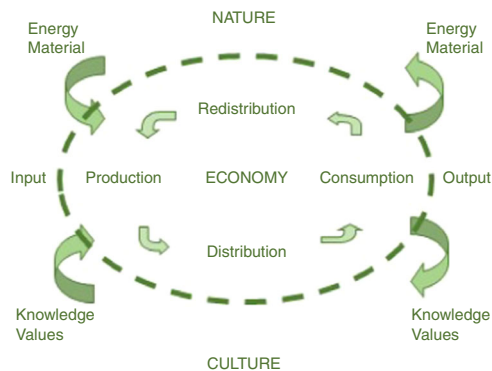 NATURE
Energy
Material
Energy
Material
Redistribution
Input
Production
ECONOMY
Consumption
Output
Distribution
Knowledge
Values
Knowledge
Values
CULTURE